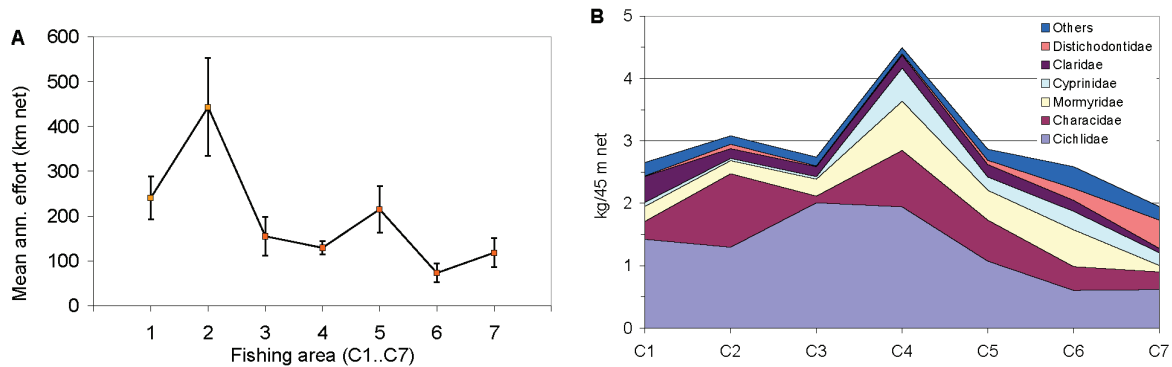 A
Mean ann. effort (km net)
600
500
400
300
200
100
0
1 2 3 4 5 6 7
Fishing area (C1..C7)
B
kg/45 m net
5
4
3
2
1
0
Others
Distichodontidae
Claridae
Cyprinidae
Mormyridae
Characidae
Cichlidae
C1 C2 C3 C4 C5 C6 C7